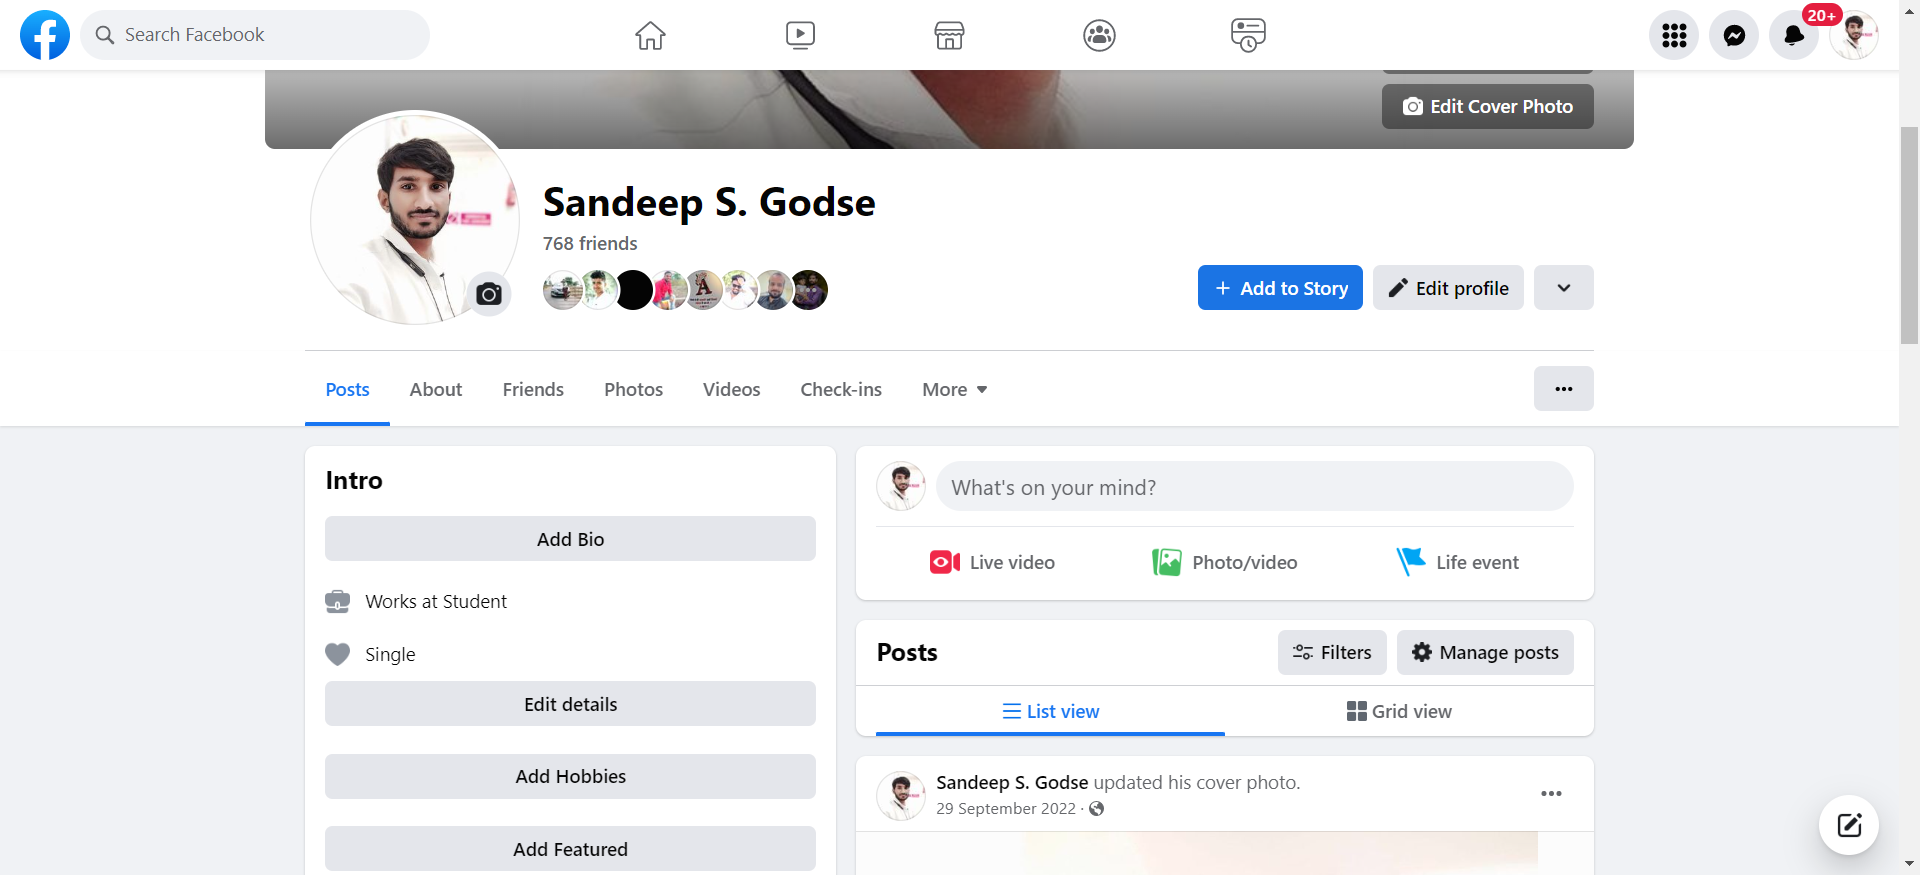 Search Facebook
20+
Edit Cover Photo
Sandeep S. Godse
768 friends
Add to Story
Edit profile
Posts About Friends Photos Videos Check-ins More
Intro
Add Bio
Works at Student
Single
Edit details
Add Hobbies
Add Featured
What's on your mind?
Live video Photo/video Life event
Posts
Filters Manage posts
List view Grid view
Sandeep S. Godse updated his cover photo.
29 September 2022 ·